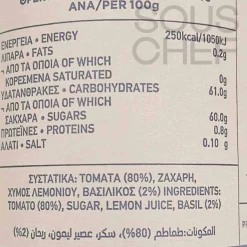 ANA/PER 100g
SOUS
CHEF
ΕΝΕΡΓΕΙΑ • ENERGY 250kcal/1050kJ
ΛΙΠΑΡΑ • FATS 0.2g
¬ ΑΠΟ ΤΑ ΟΠΟΙΑ OF WHICH
ΚΟΡΕΣΜΕΝΑ SATURATED 0g
ΥΔΑΤΑΝΘΡΑΚΕΣ • CARBOHYDRATES 61.0g
¬ ΑΠΟ ΤΑ ΟΠΟΙΑ OF WHICH
ΣΑΚΧΑΡΑ • SUGARS 60.0g
ΠΡΩΤΕΪΝΕΣ • PROTEINS 0.8g
ΑΛΑΤΙ • SALT 0.10 g
ΣΥΣΤΑΤΙΚΑ: ΤΟΜΑΤΑ (80%), ΖΑΧΑΡΗ,
ΧΥΜΟΣ ΛΕΜΟΝΙΟΥ, ΒΑΣΙΛΙΚΟΣ (2%) INGREDIENTS:
TOMATO (80%), SUGAR, LEMON JUICE, BASIL (2%)
المكونات: طماطم (80%)، سكر، عصير ليمون، ريحان (2%)